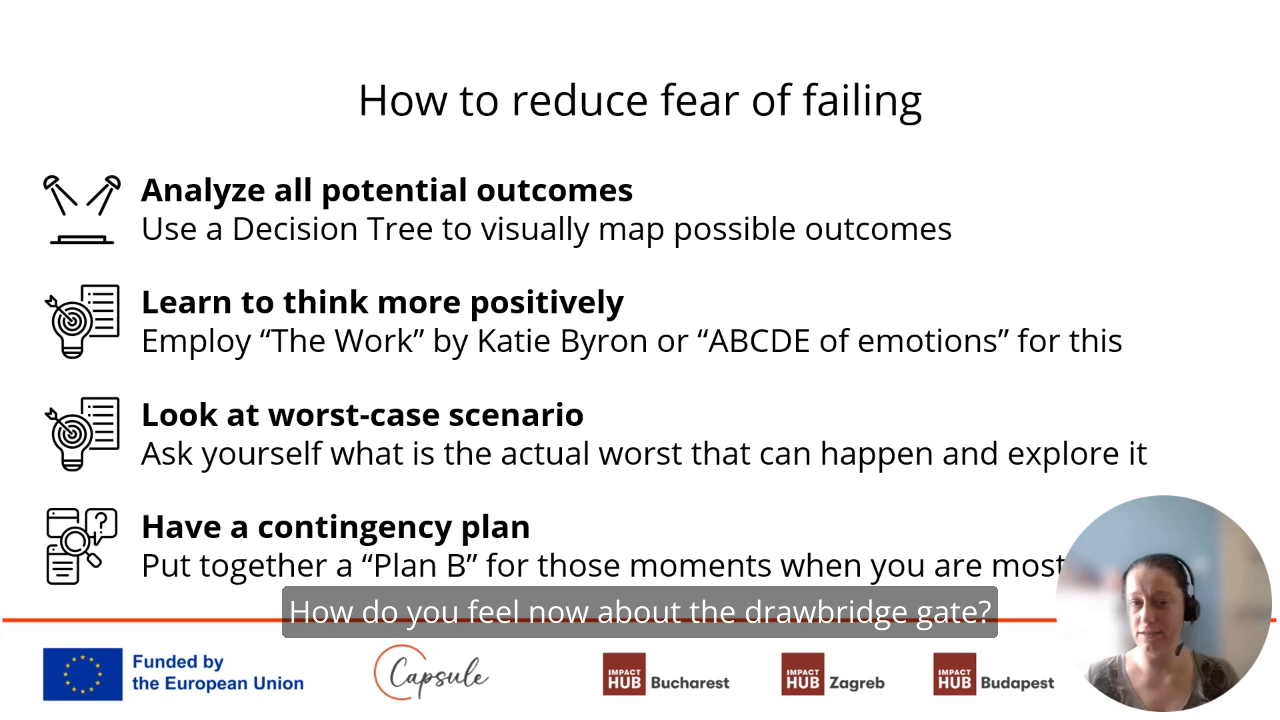 How to reduce fear of failing
Analyze all potential outcomes
Use a Decision Tree to visually map possible outcomes
Learn to think more positively
Employ “The Work” by Katie Byron or “ABCDE of emotions” for this
Look at worst-case scenario
Ask yourself what is the actual worst that can happen and explore it
Have a contingency plan
Put together a “Plan B” for those moments when you are most
How do you feel now about the drawbridge gate?
Funded by
the European Union
Capsule
IMPACT
HUB Bucharest
IMPACT
HUB Zagreb
IMPACT
HUB Budapest